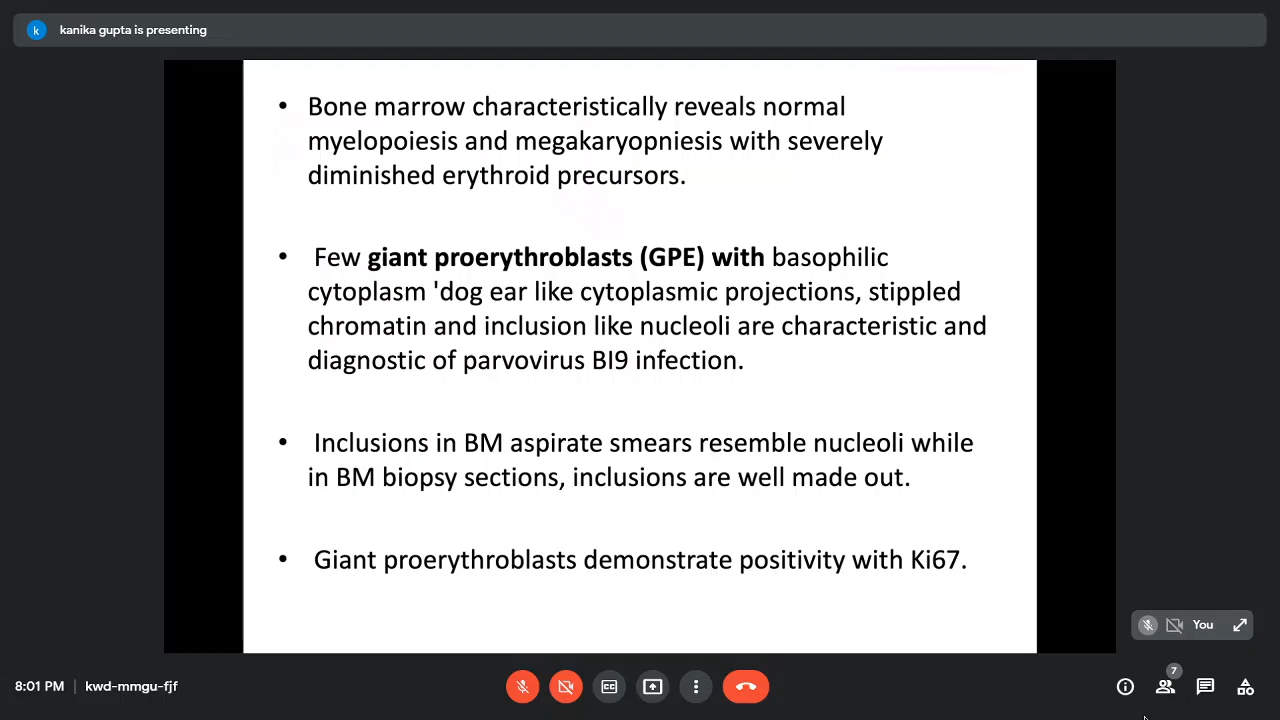 k kanika gupta is presenting
• Bone marrow characteristically reveals normal
myelopoiesis and megakaryopniesis with severely
diminished erythroid precursors.
• Few giant proerythroblasts (GPE) with basophilic
cytoplasm 'dog ear like cytoplasmic projections, stippled
chromatin and inclusion like nucleoli are characteristic and
diagnostic of parvovirus BI9 infection.
• Inclusions in BM aspirate smears resemble nucleoli while
in BM biopsy sections, inclusions are well made out.
• Giant proerythroblasts demonstrate positivity with Ki67.
You
8:01 PM | kwd-mmgu-fjf
CC
7